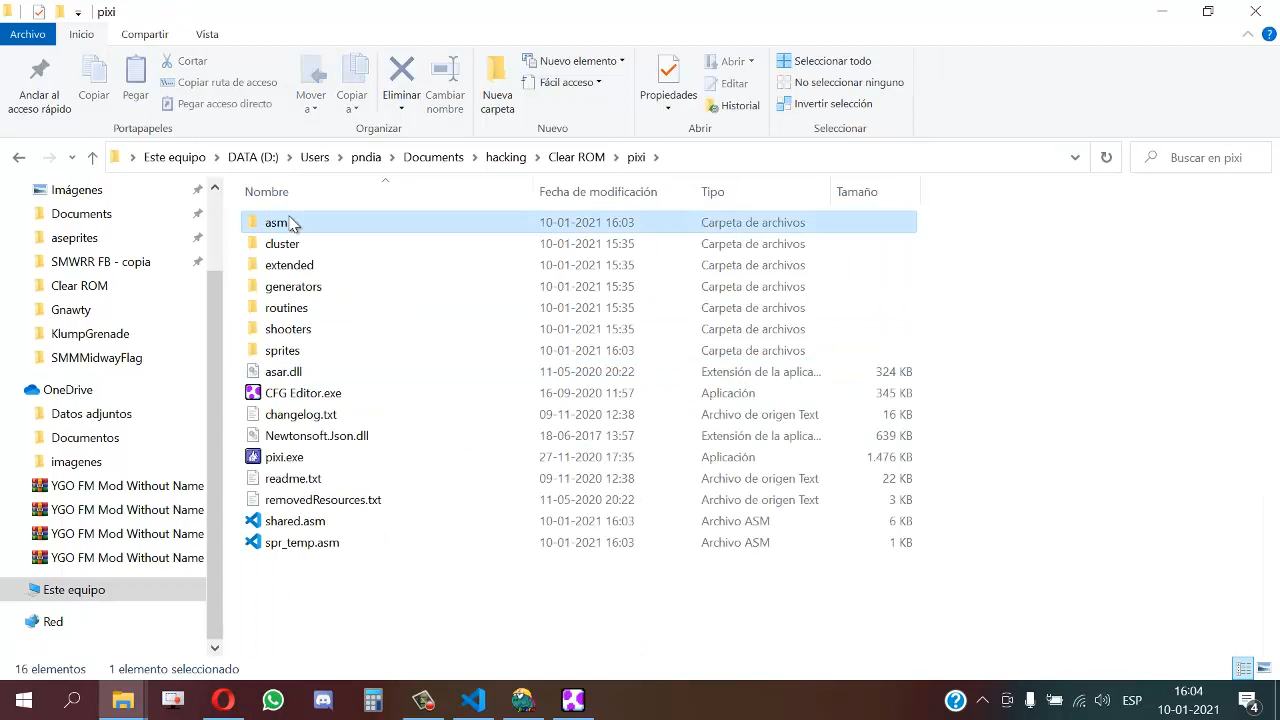 pixi
Archivo Inicio Compartir Vista
Anclar al acceso rápido
Copiar
Pegar
Cortar
Copiar ruta de acceso
Pegar acceso directo
Portapapeles
Mover a
Copiar a
Eliminar
Cambiar nombre
Organizar
Nueva carpeta
Nuevo elemento
Fácil acceso
Nuevo
Propiedades
Abrir
Editar
Historial
Abrir
Seleccionar todo
No seleccionar ninguno
Invertir selección
Seleccionar
Este equipo > DATA (D:) > Users > pndia > Documents > hacking > Clear ROM > pixi >
Buscar en pixi
Imágenes
Documents
aseprites
SMWRR FB - copia
Clear ROM
Gnawty
KlumpGrenade
SMMMidwayFlag
OneDrive
Datos adjuntos
Documentos
imagenes
YGO FM Mod Without Name
YGO FM Mod Without Name
YGO FM Mod Without Name
YGO FM Mod Without Name
Este equipo
Red
Nombre Fecha de modificación Tipo Tamaño
asm 10-01-2021 16:03 Carpeta de archivos
cluster 10-01-2021 15:35 Carpeta de archivos
extended 10-01-2021 15:35 Carpeta de archivos
generators 10-01-2021 15:35 Carpeta de archivos
routines 10-01-2021 15:35 Carpeta de archivos
shooters 10-01-2021 15:35 Carpeta de archivos
sprites 10-01-2021 16:03 Carpeta de archivos
asar.dll 11-05-2020 20:22 Extensión de la aplica... 324 KB
CFG Editor.exe 16-09-2020 11:57 Aplicación 345 KB
changelog.txt 09-11-2020 12:38 Archivo de origen Text 16 KB
Newtonsoft.Json.dll 18-06-2017 13:57 Extensión de la aplica... 639 KB
pixi.exe 27-11-2020 17:35 Aplicación 1.476 KB
readme.txt 09-11-2020 12:38 Archivo de origen Text 22 KB
removedResources.txt 11-05-2020 20:22 Archivo de origen Text 3 KB
shared.asm 10-01-2021 16:03 Archivo ASM 6 KB
spr_temp.asm 10-01-2021 16:03 Archivo ASM 1 KB
16 elementos 1 elemento seleccionado
ESP
16:04
10-01-2021
4